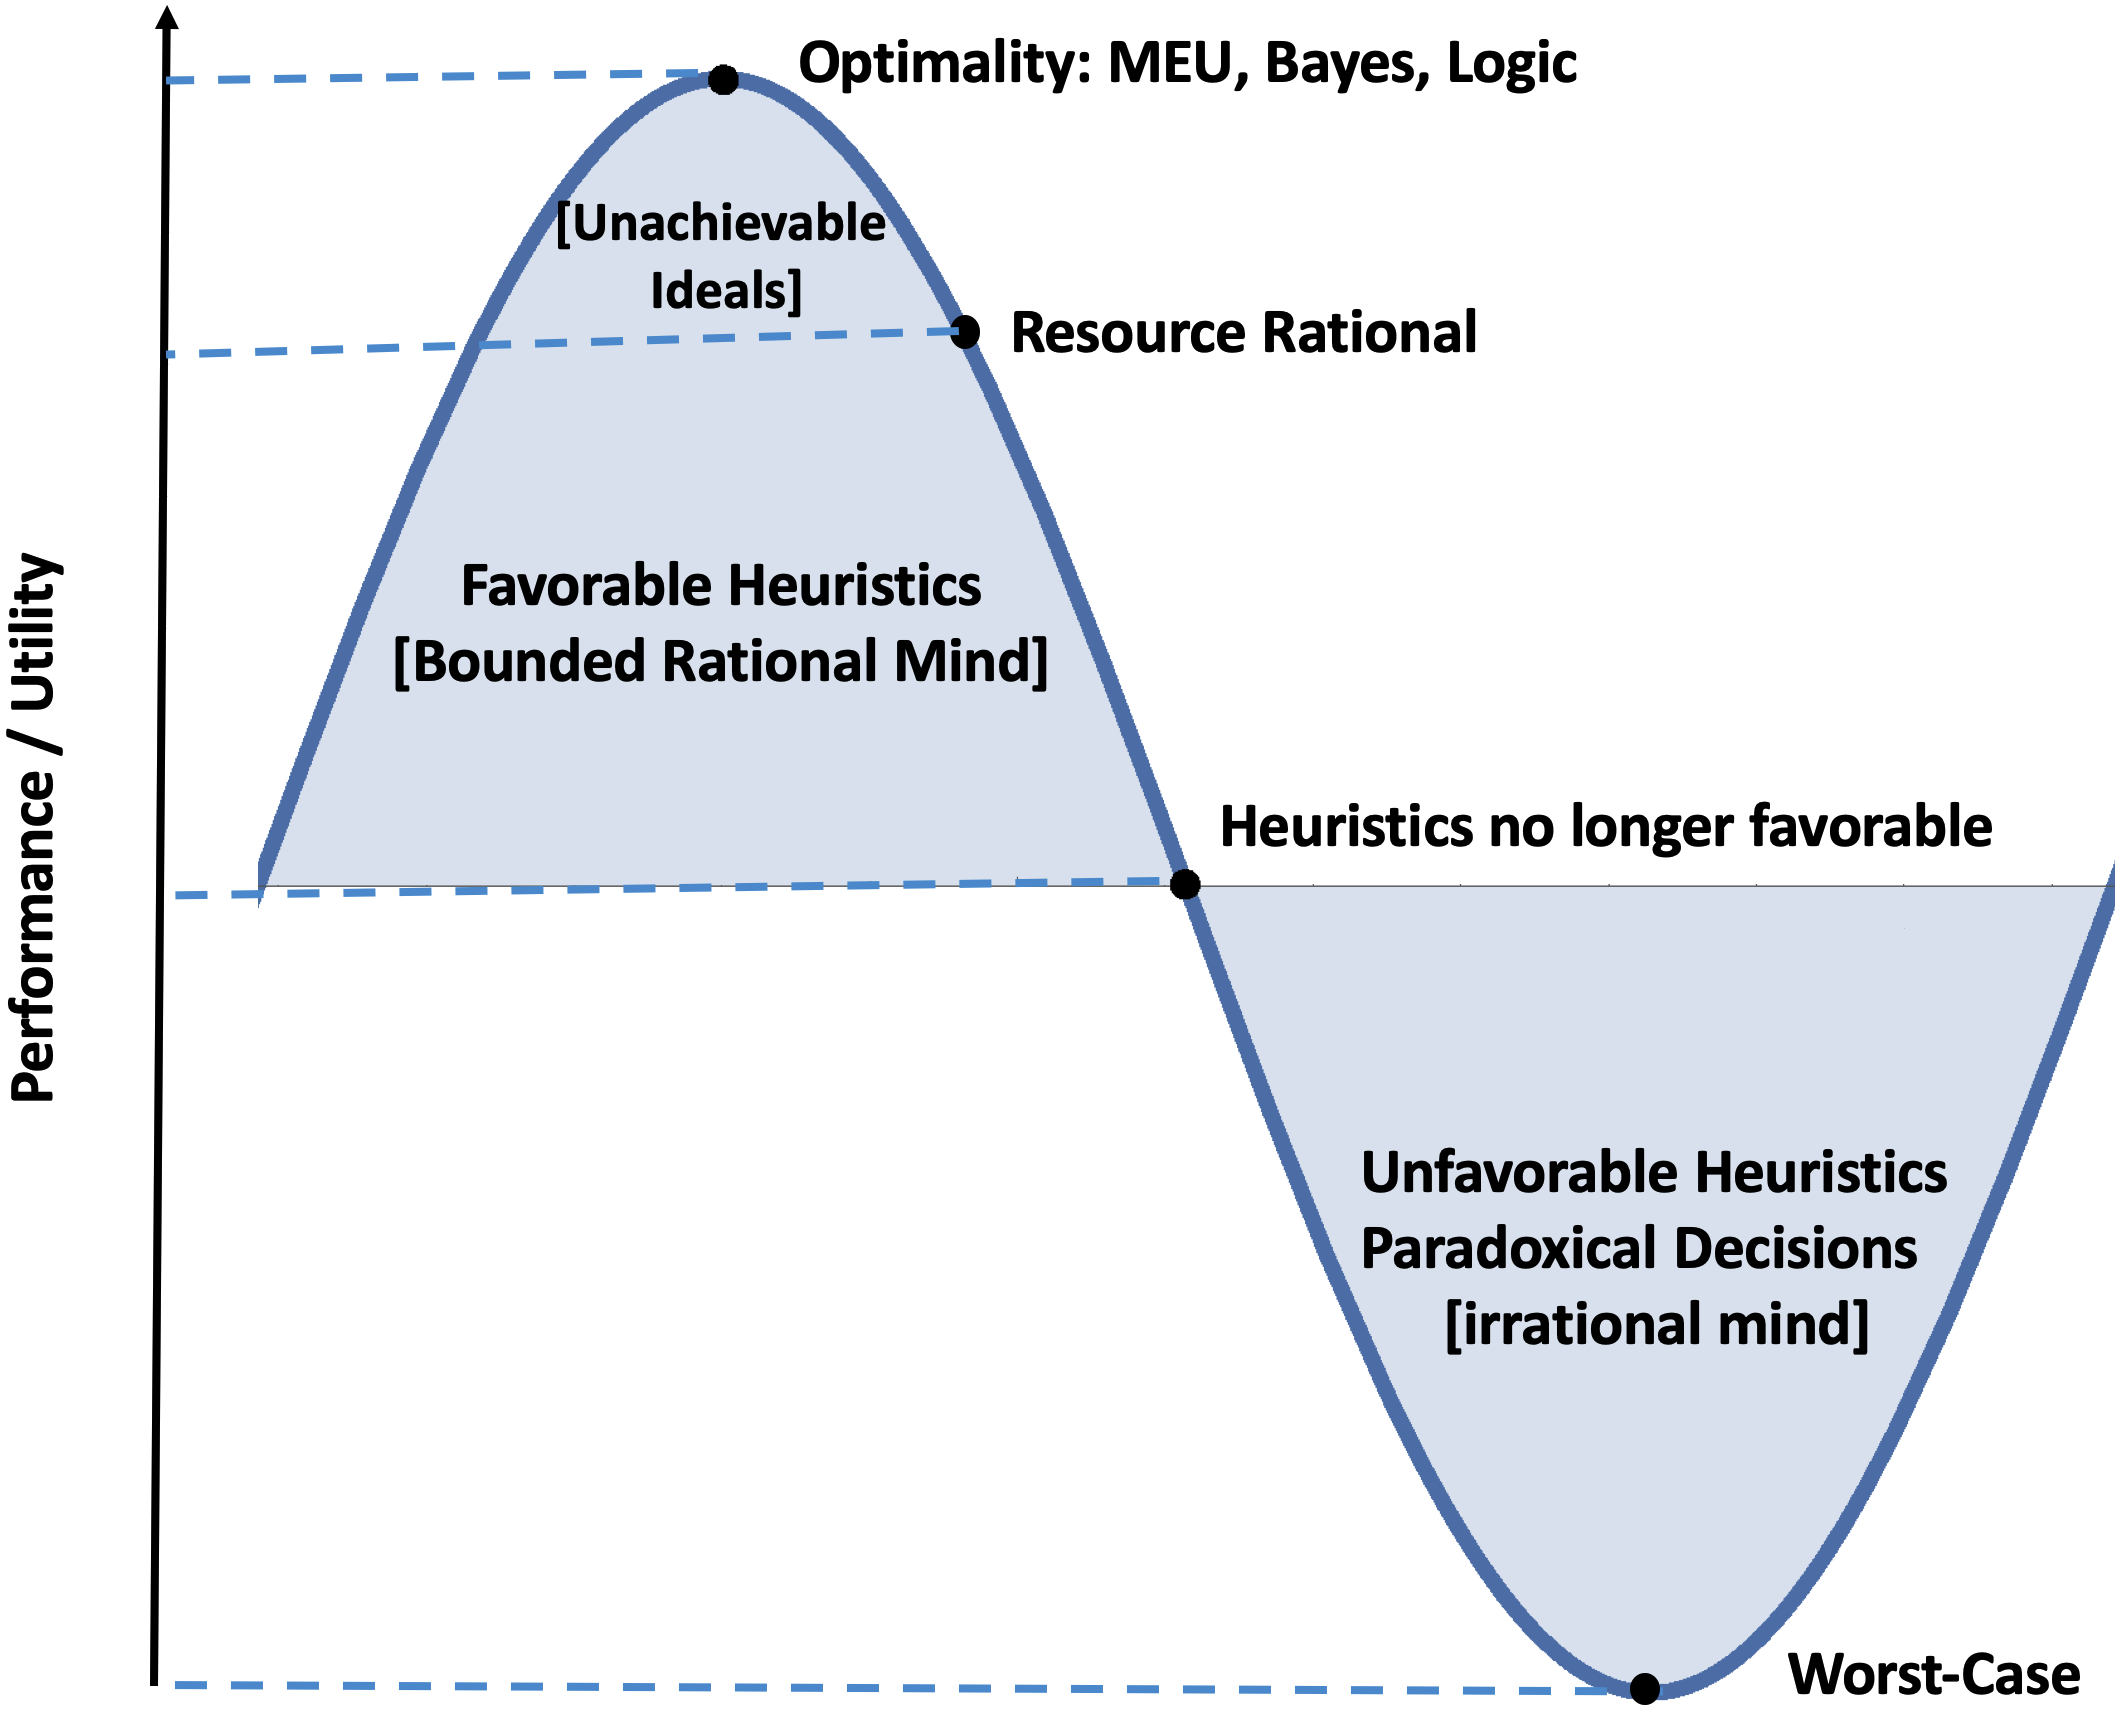 Optimality: MEU, Bayes, Logic
[Unachievable
Ideals]
Resource Rational
Favorable Heuristics
[Bounded Rational Mind]
Performance / Utility
Heuristics no longer favorable
Unfavorable Heuristics
Paradoxical Decisions
[irrational mind]
Worst-Case